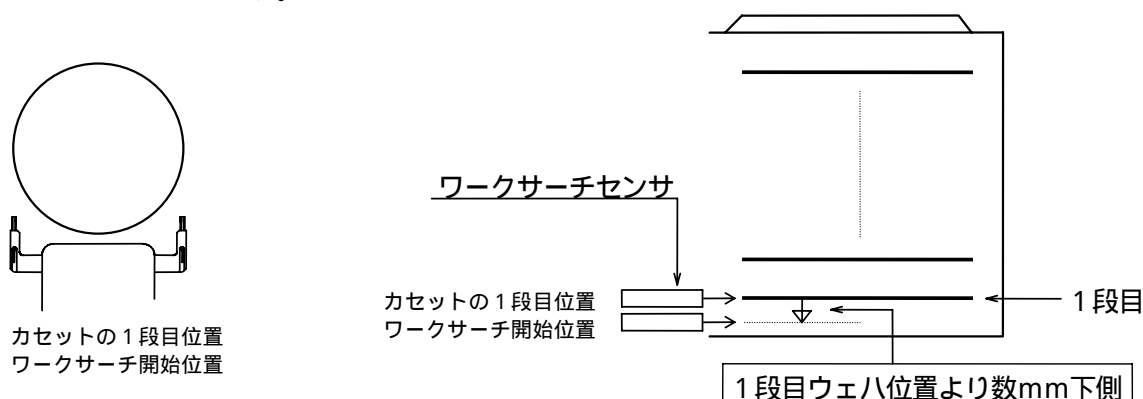 ワークサーチセンサ
カセットの１段目位置
ワークサーチ開始位置
１段目
カセットの１段目位置
ワークサーチ開始位置
１段目ウェハ位置より数mm下側